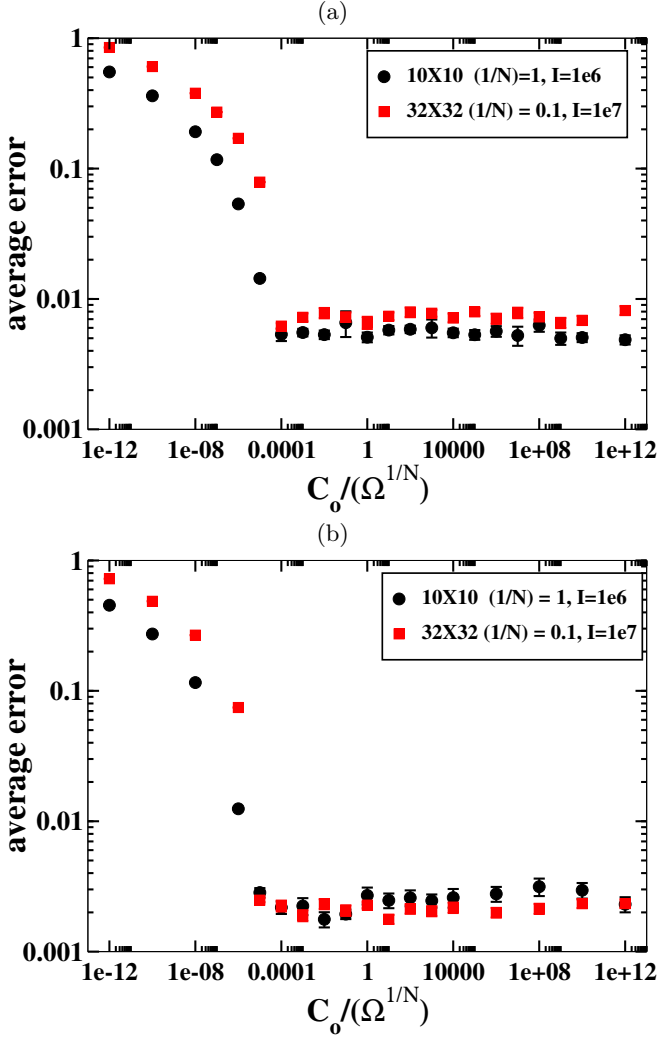 (a)
1
0.1
0.01
0.001
average error
10X10 (1/N)=1, I=1e6
32X32 (1/N) = 0.1, I=1e7
1e-12 1e-08 0.0001 1 10000 1e+08 1e+12
C_o/(Ω^{1/N})
(b)
1
0.1
0.01
0.001
average error
10X10 (1/N) = 1, I=1e6
32X32 (1/N) = 0.1, I=1e7
1e-12 1e-08 0.0001 1 10000 1e+08 1e+12
C_o/(Ω^{1/N})